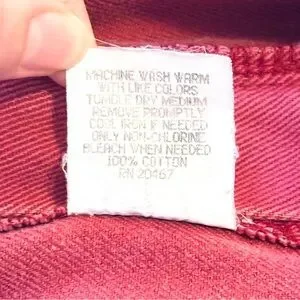 MACHINE WASH WARM
WITH LIKE COLORS
TUMBLE DRY MEDIUM
REMOVE PROMPTLY
COOL IRON IF NEEDED
ONLY NON-CHLORINE
BLEACH WHEN NEEDED
100% COTTON
RN 20467